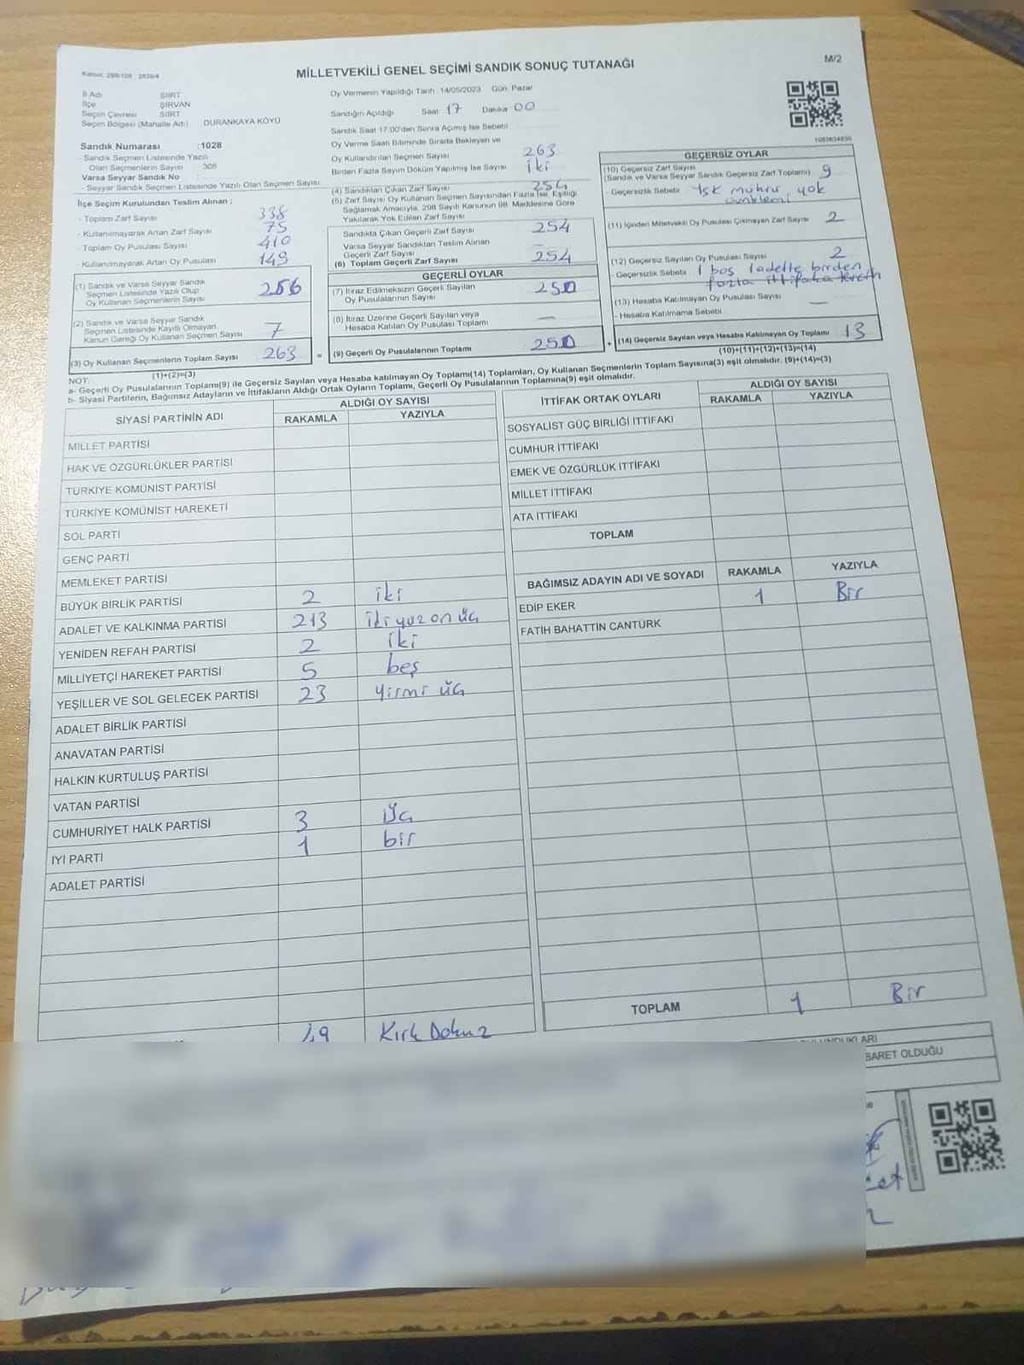 MİLLETVEKİLİ GENEL SEÇİMİ SANDIK SONUÇ TUTANAĞI
M/2
İl Adı SİİRT
İlçe ŞİRVAN
Seçim Çevresi SİİRT
Seçim Bölgesi (Mahalle Adı) DURANKAYA KÖYÜ
Sandık Numarası :1028
Sandık Seçmen Listesinde Yazılı
Olan Seçmenlerin Sayısı 308
Varsa Seyyar Sandık No
- Seyyar Sandık Seçmen Listesinde Yazılı Olan Seçmen Sayısı
İlçe Seçim Kurulundan Teslim Alınan ;
- Toplam Zarf Sayısı 338
- Kullanılmayarak Artan Zarf Sayısı 75
- Toplam Oy Pusulası Sayısı 410
- Kullanılmayarak Artan Oy Pusulası 149
(1) Sandık ve Varsa Seyyar Sandık
Seçmen Listesinde Yazılı Olup
Oy Kullanan Seçmenlerin Sayısı 256
(2) Sandık ve Varsa Seyyar Sandık
Seçmen Listesinde Kayıtlı Olmayan
Kanun Gereği Oy Kullanan Seçmen Sayısı 7
(3) Oy Kullanan Seçmenlerin Toplam Sayısı 263
(1)+(2)=(3)
Oy Vermenin Yapıldığı Tarih :14/05/2023 Gün: Pazar
Sandığın Açıldığı Saat 17 Dakika 00
Sandık Saat 17:00'den Sonra Açılmış İse Sebebi
Oy Verme Saati Bitiminde Sırada Bekleyen ve
Oy Kullandırılan Seçmen Sayısı 263
Birden Fazla Sayım Döküm Yapılmış İse Sayısı iki
(4) Sandıktan Çıkan Zarf Sayısı 254
(5) Zarf Sayısı Oy Kullanan Seçmen Sayısından Fazla İse, Eşitliği
Sağlamak Amacıyla, 298 Sayılı Kanunun 98. Maddesine Göre
Yakılarak Yok Edilen Zarf Sayısı
Sandıkta Çıkan Geçerli Zarf Sayısı 254
Varsa Seyyar Sandıktan Teslim Alınan
Geçerli Zarf Sayısı
(6) Toplam Geçerli Zarf Sayısı 254
GEÇERLİ OYLAR
(7) İtiraz Edilmeksizin Geçerli Sayılan
Oy Pusulalarının Sayısı 250
(8) İtiraz Üzerine Geçerli Sayılan veya
Hesaba Katılan Oy Pusulası Toplamı —
= (9) Geçerli Oy Pusulalarının Toplamı 250
GEÇERSİZ OYLAR
(10) Geçersiz Zarf Sayısı
(Sandık ve Varsa Seyyar Sandık Geçersiz Zarf Toplamı) 9
- Geçersizlik Sebebi
mührü yok
(11) İçinden Milletvekili Oy Pusulası Çıkmayan Zarf Sayısı 2
(12) Geçersiz Sayılan Oy Pusulası Sayısı 2
- Geçersizlik Sebebi 1 boş 1 adette birden
fazla ittifaka tercih
(13) Hesaba Katılmayan Oy Pusulası Sayısı —
- Hesaba Katılmama Sebebi
+ (14) Geçersiz Sayılan veya Hesaba Katılmayan Oy Toplamı 13
(10)+(11)+(12)+(13)=(14)
NOT:
a- Geçerli Oy Pusulalarının Toplamı(9) ile Geçersiz Sayılan veya Hesaba katılmayan Oy Toplamı(14) Toplamları, Oy Kullanan Seçmenlerin Toplam Sayısına(3) eşit olmalıdır. (9)+(14)=(3)
b- Siyasi Partilerin, Bağımsız Adayların ve İttifakların Aldığı Ortak Oyların Toplamı, Geçerli Oy Pusulalarının Toplamına(9) eşit olmalıdır.
SİYASİ PARTİNİN ADI
ALDIĞI OY SAYISI
RAKAMLA YAZIYLA
MİLLET PARTİSİ
HAK VE ÖZGÜRLÜKLER PARTİSİ
TÜRKİYE KOMÜNİST PARTİSİ
TÜRKİYE KOMÜNİST HAREKETİ
SOL PARTİ
GENÇ PARTİ
MEMLEKET PARTİSİ
BÜYÜK BİRLİK PARTİSİ 2 iki
ADALET VE KALKINMA PARTİSİ 213 iki yüz on üç
YENİDEN REFAH PARTİSİ 2 iki
MİLLİYETÇİ HAREKET PARTİSİ 5 beş
YEŞİLLER VE SOL GELECEK PARTİSİ 23 yirmi üç
ADALET BİRLİK PARTİSİ
ANAVATAN PARTİSİ
HALKIN KURTULUŞ PARTİSİ
VATAN PARTİSİ
CUMHURİYET HALK PARTİSİ 3 üç
İYİ PARTİ 1 bir
ADALET PARTİSİ
49 Kırk Dokuz
İTTİFAK ORTAK OYLARI
ALDIĞI OY SAYISI
RAKAMLA YAZIYLA
SOSYALİST GÜÇ BİRLİĞİ İTTİFAKI
CUMHUR İTTİFAKI
EMEK VE ÖZGÜRLÜK İTTİFAKI
MİLLET İTTİFAKI
ATA İTTİFAKI
TOPLAM
BAĞIMSIZ ADAYIN ADI VE SOYADI RAKAMLA YAZIYLA
EDİP EKER 1 Bir
FATİH BAHATTİN CANTÜRK
TOPLAM 1 Bir